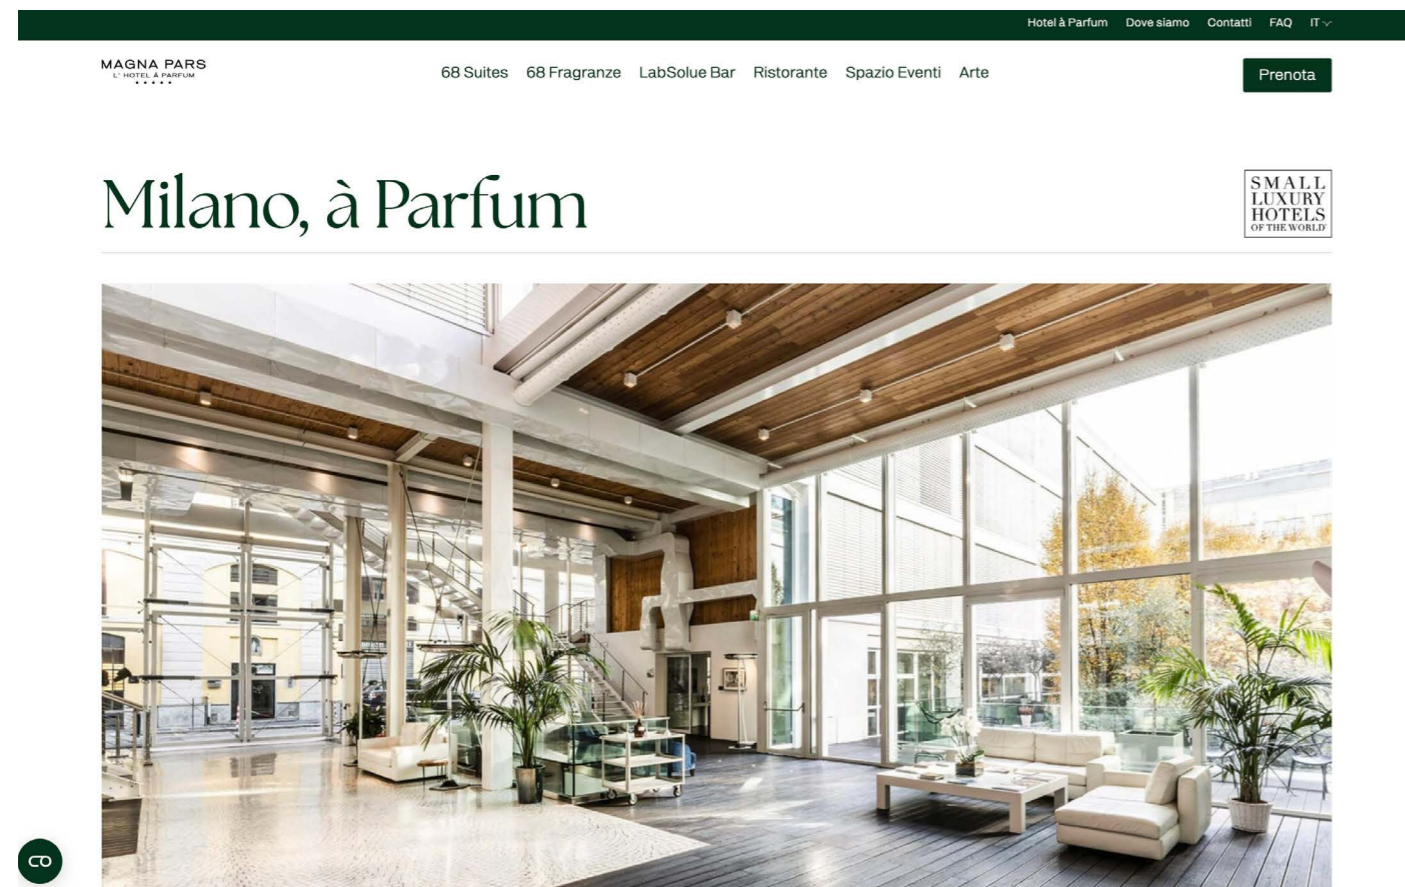 Hotel à Parfum Dove siamo Contatti FAQ IT
MAGNA PARS
L' HOTEL À PARFUM
68 Suites 68 Fragranze LabSolue Bar Ristorante Spazio Eventi Arte
Prenota
Milano, à Parfum
SMALL
LUXURY
HOTELS
OF THE WORLD